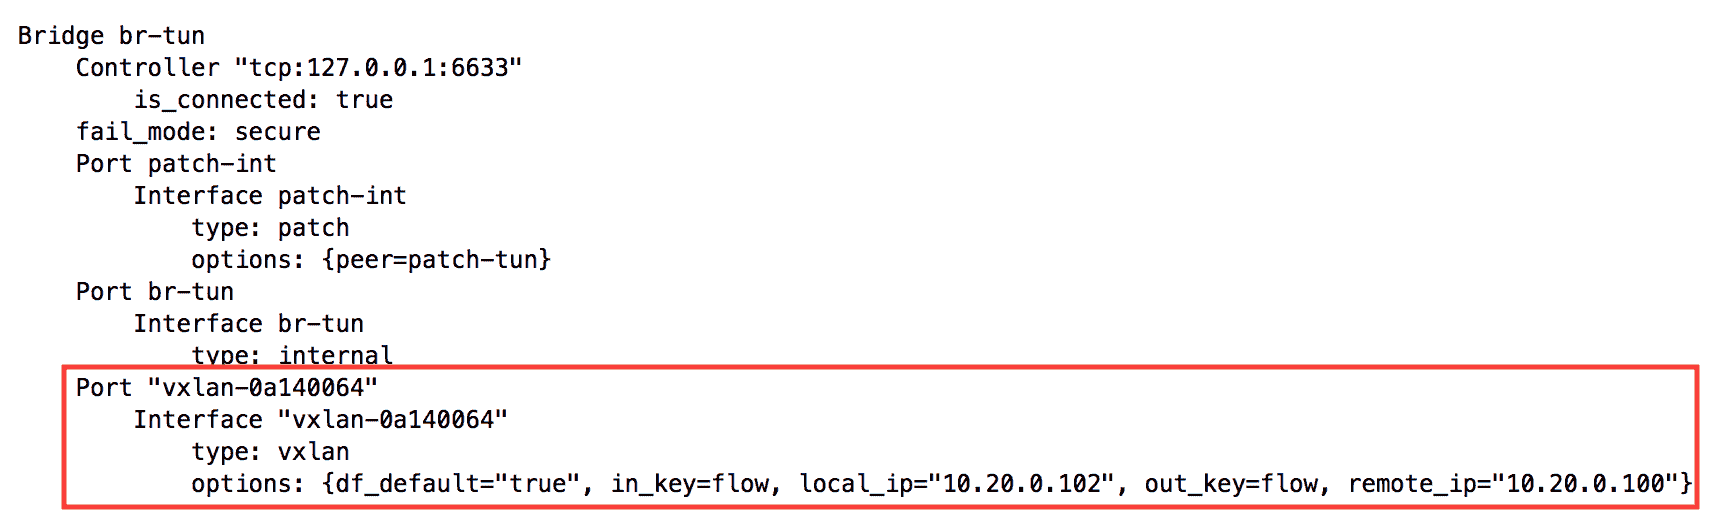 Bridge br-tun
Controller "tcp:127.0.0.1:6633"
is_connected: true
fail_mode: secure
Port patch-int
Interface patch-int
type: patch
options: {peer=patch-tun}
Port br-tun
Interface br-tun
type: internal
Port "vxlan-0a140064"
Interface "vxlan-0a140064"
type: vxlan
options: {df_default="true", in_key=flow, local_ip="10.20.0.102", out_key=flow, remote_ip="10.20.0.100"}